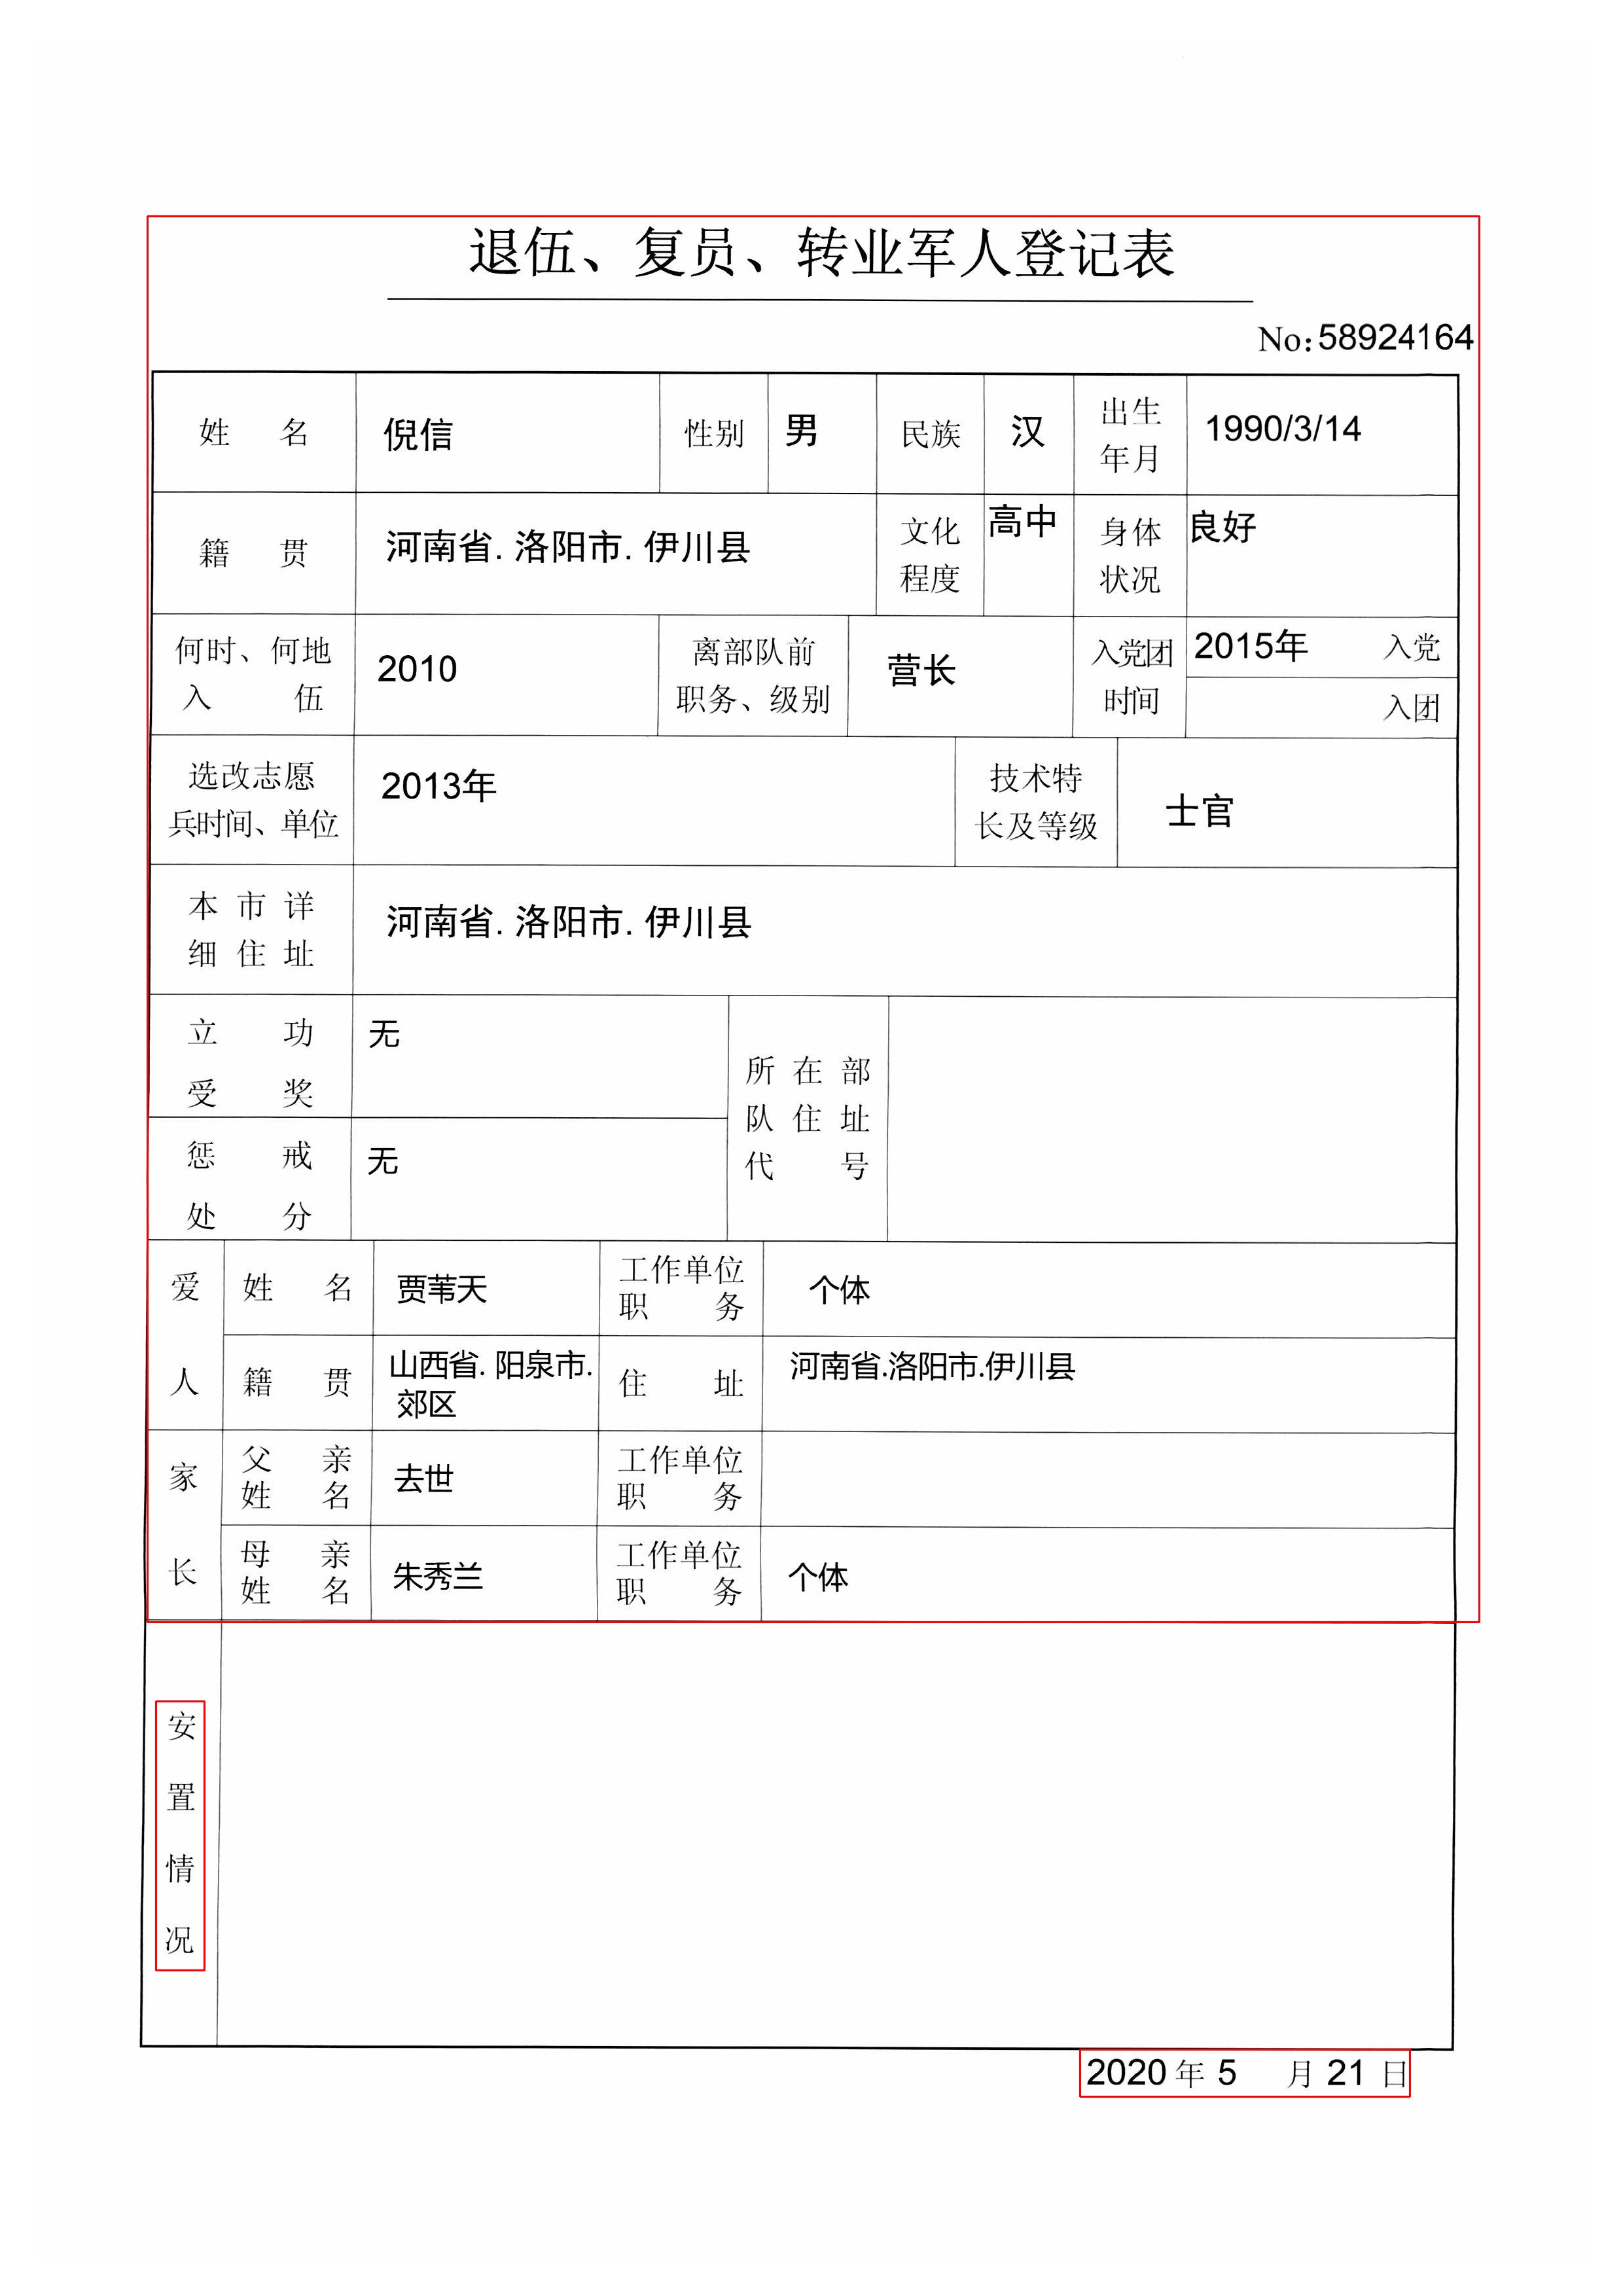 退伍、复员、转业军人登记表
No:58924164
姓 名 倪信 性别 男 民族 汉 出生年月 1990/3/14
籍 贯 河南省. 洛阳市. 伊川县 文化程度 高中 身体状况 良好
何时、何地入 伍 2010 离部队前职务、级别 营长 入党团时间 2015年 入党
入团
选改志愿兵时间、单位 2013年 技术特长及等级 士官
本市详细住址 河南省. 洛阳市. 伊川县
立 功受 奖 无 所在部队住址代 号
惩 戒处 分 无
爱人 姓 名 贾苇天 工作单位职 务 个体
籍 贯 山西省. 阳泉市. 郊区 住 址 河南省.洛阳市.伊川县
家长 父 亲姓 名 去世 工作单位职 务
母 亲姓 名 朱秀兰 工作单位职 务 个体
安置情况
2020 年 5 月 21 日